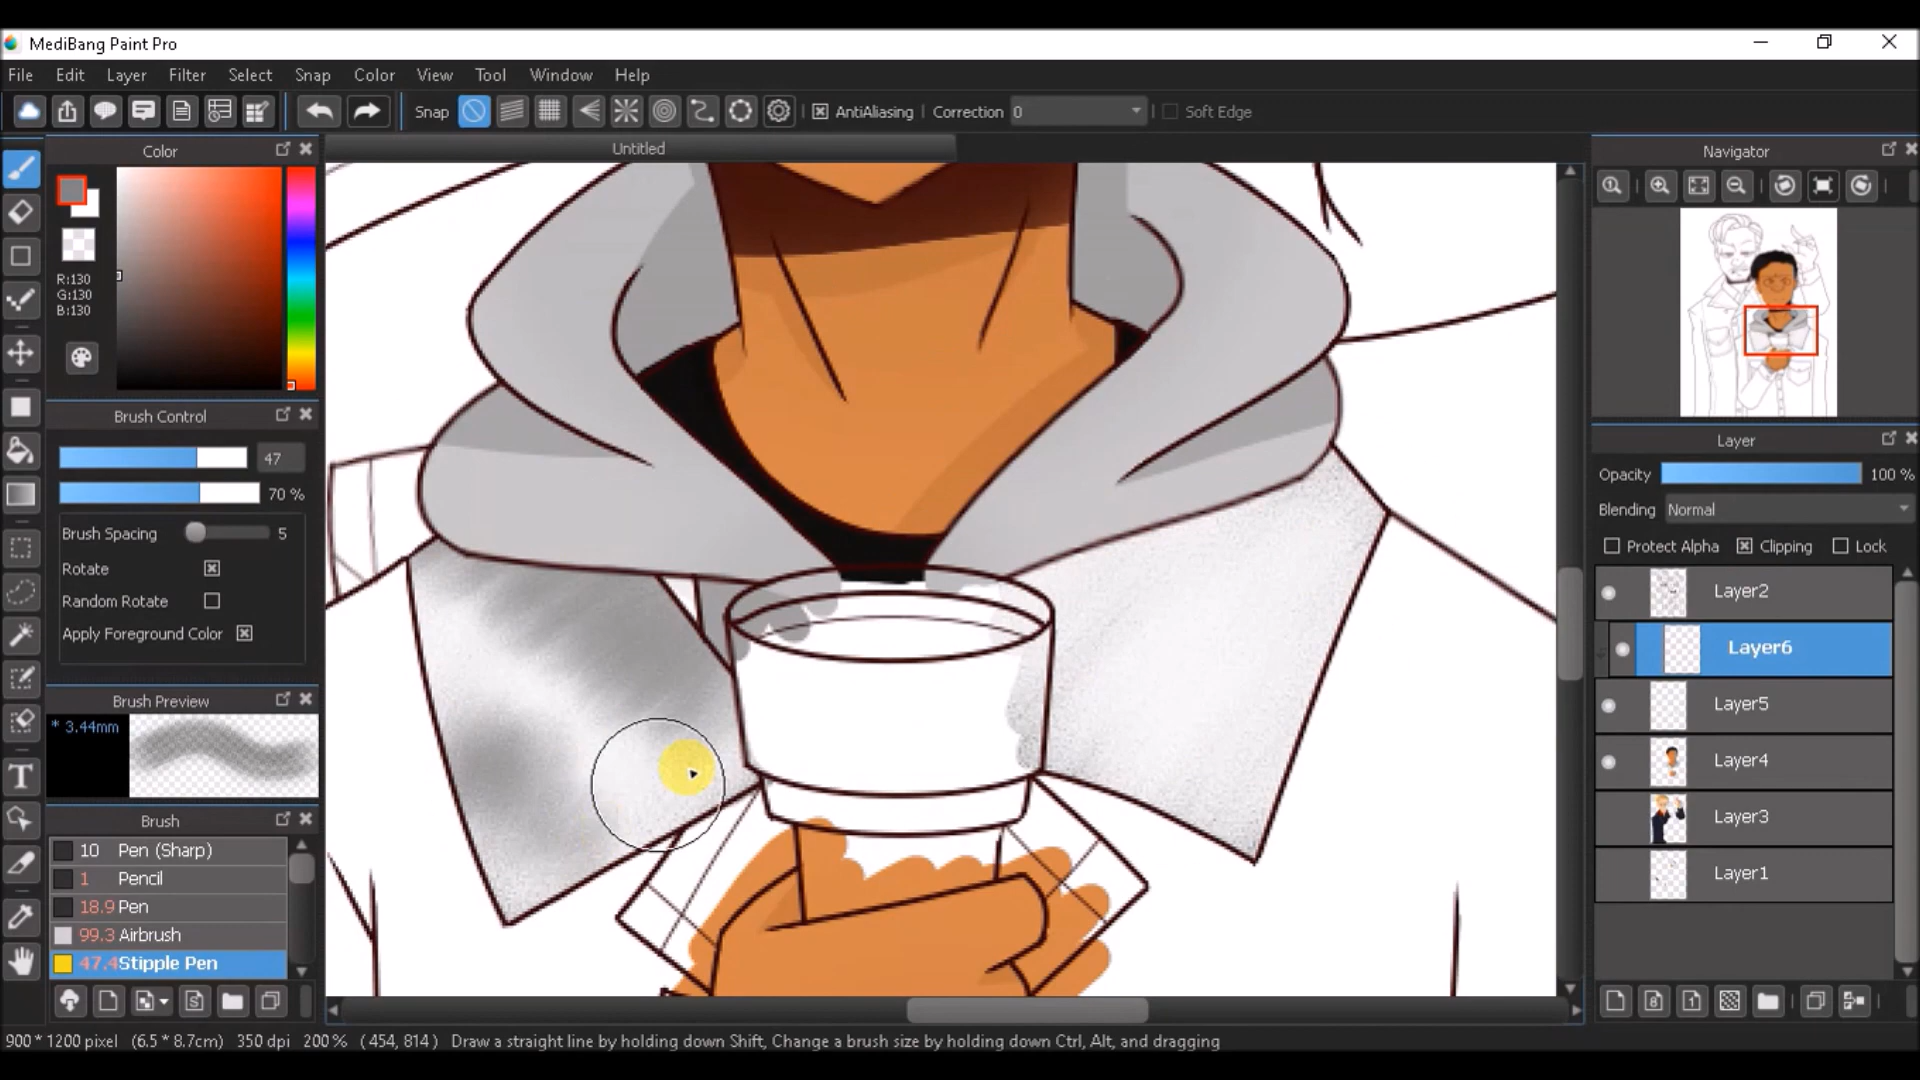 MediBang Paint Pro
File Edit Layer Filter Select Snap Color View Tool Window Help
Snap AntiAliasing Correction 0 Soft Edge
Color
Untitled
Navigator
R:130
G:130
B:130
Brush Control
47
70 %
Brush Spacing 5
Rotate
Random Rotate
Apply Foreground Color
Brush Preview
* 3.44mm
Brush
10 Pen (Sharp)
1 Pencil
18.9 Pen
99.3 Airbrush
47.4 Stipple Pen
Layer
Opacity 100 %
Blending Normal
Protect Alpha Clipping Lock
Layer2
Layer6
Layer5
Layer4
Layer3
Layer1
900 * 1200 pixel (6.5 * 8.7cm) 350 dpi 200 % ( 454, 814 ) Draw a straight line by holding down Shift, Change a brush size by holding down Ctrl, Alt, and dragging